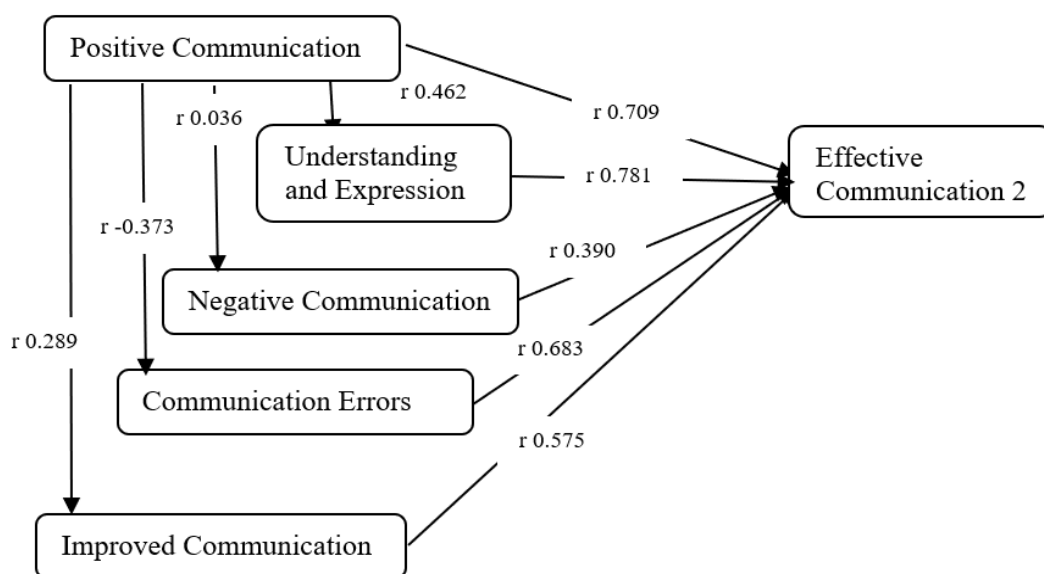 Positive Communication
r 0.462
r 0.709
r 0.036
Understanding
and Expression
r 0.781
Effective
Communication 2
r -0.373
r 0.390
Negative Communication
r 0.289
r 0.683
Communication Errors
r 0.575
Improved Communication